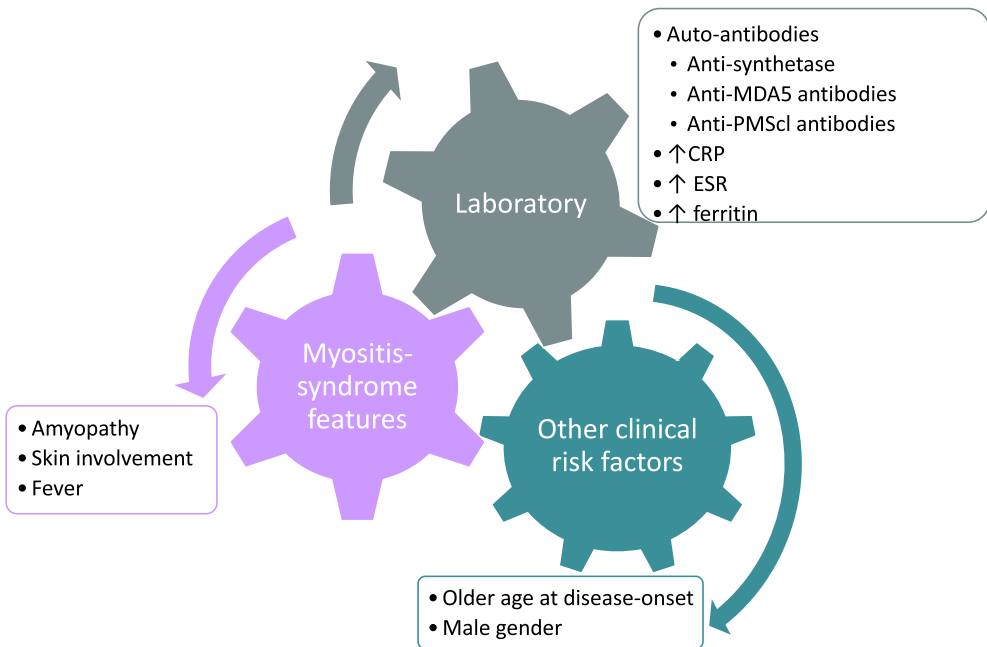 • Auto-antibodies
• Anti-synthetase
• Anti-MDA5 antibodies
• Anti-PMScl antibodies
• ↑CRP
• ↑ ESR
• ↑ ferritin
Laboratory
Myositis-
syndrome
features
• Amyopathy
• Skin involvement
• Fever
Other clinical
risk factors
• Older age at disease-onset
• Male gender